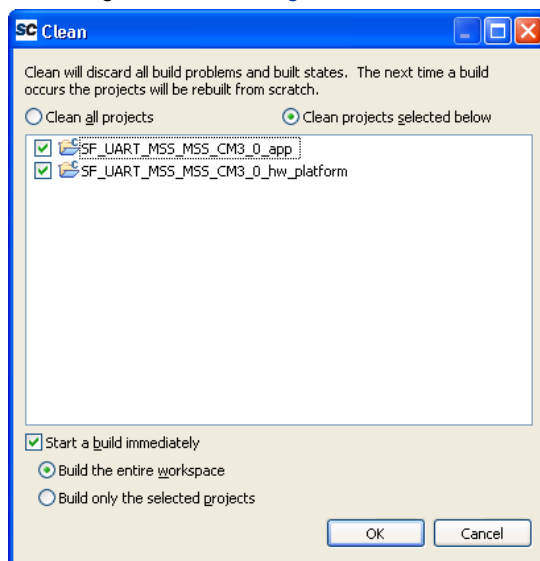 SC Clean
Clean will discard all build problems and built states. The next time a build
occurs the projects will be rebuilt from scratch.
Clean all projects Clean projects selected below
SF_UART_MSS_MSS_CM3_0_app
SF_UART_MSS_MSS_CM3_0_hw_platform
Start a build immediately
Build the entire workspace
Build only the selected projects
OK Cancel